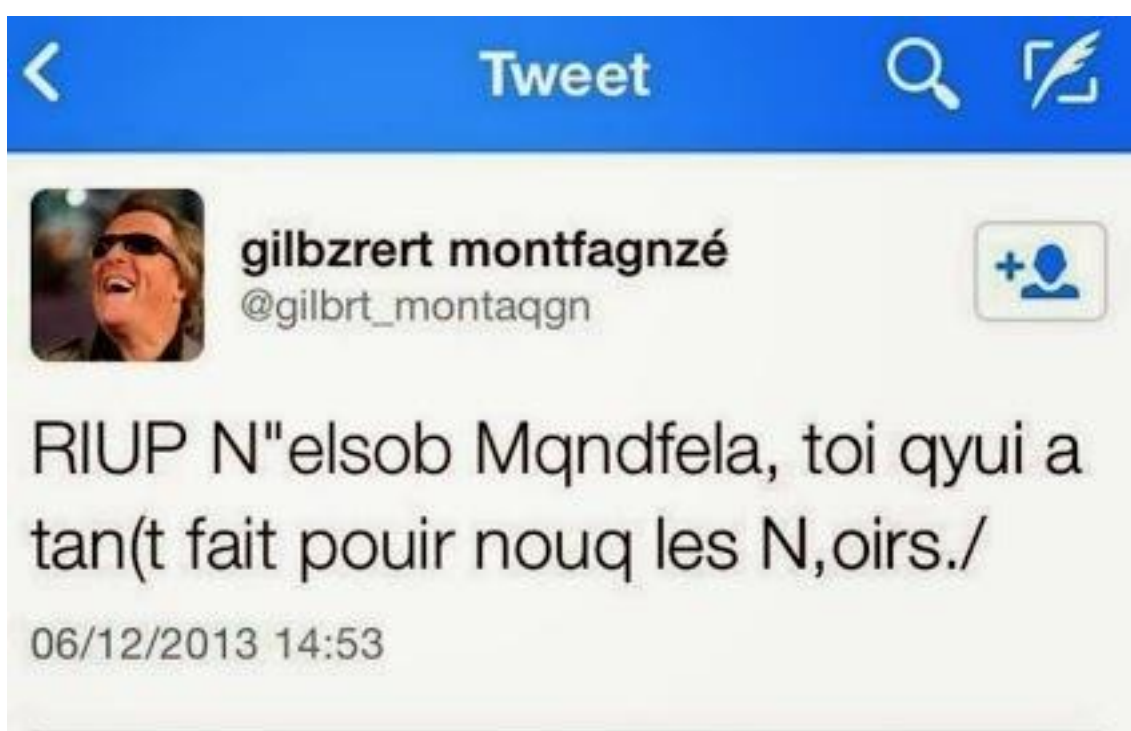 Tweet
gilbzrert montfagnzé
@gilbrt_montaqgn
RIUP N"elsob Mqndfela, toi qyui a
tan(t fait pouir nouq les N,oirs./
06/12/2013 14:53